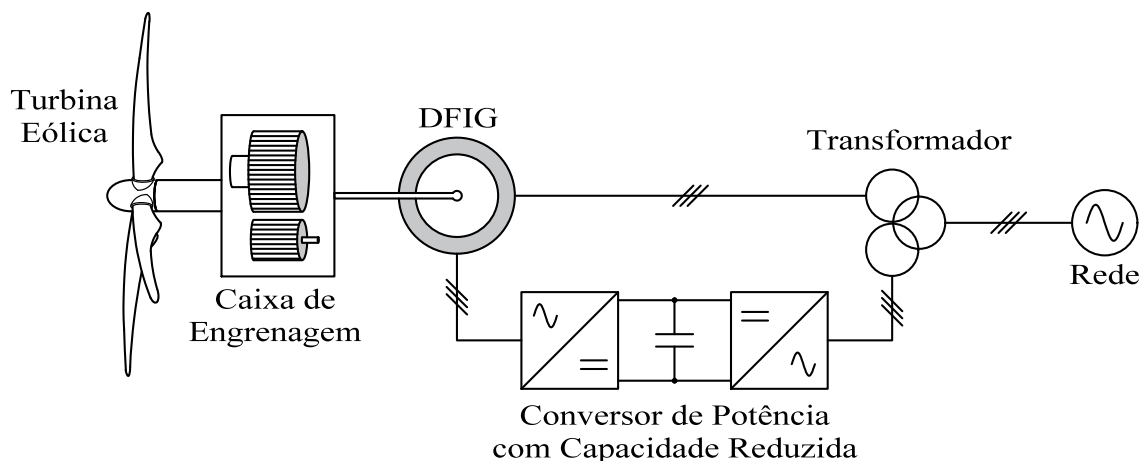 Turbina
Eólica
DFIG
Transformador
Caixa de
Engrenagem
Rede
Conversor de Potência
com Capacidade Reduzida